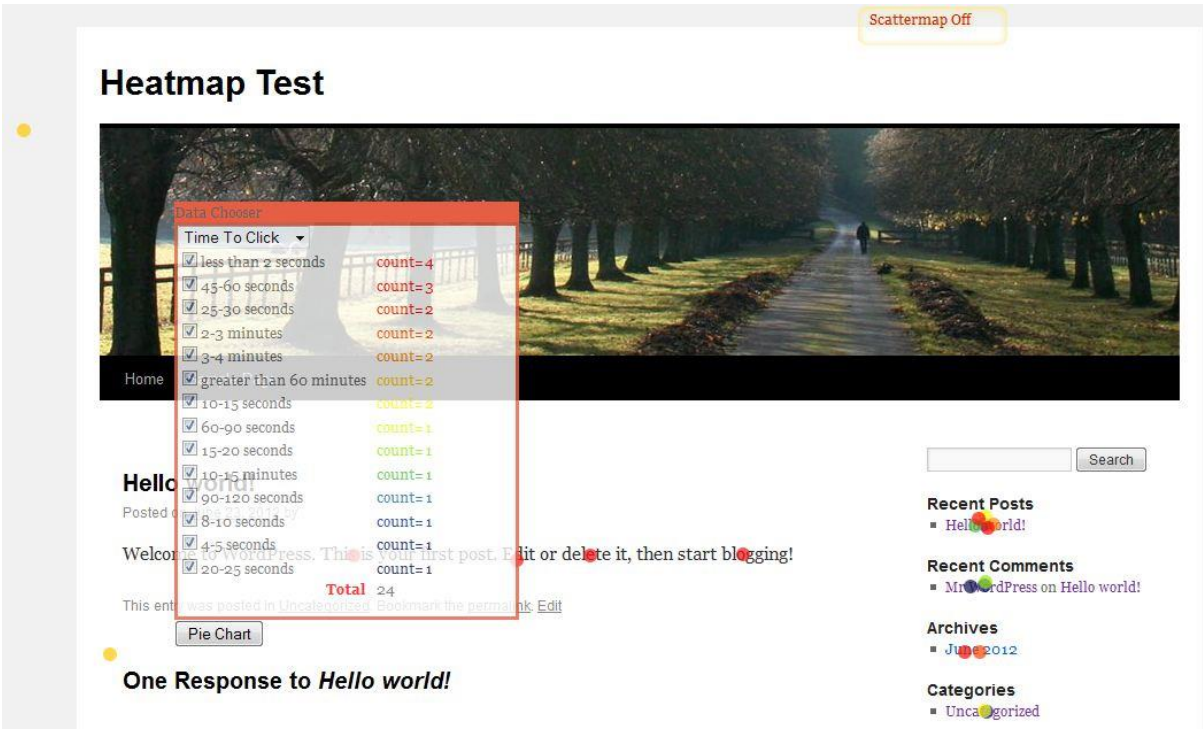 Scattermap Off
Heatmap Test
Data Chooser
Time To Click
less than 2 seconds count=4
45-60 seconds count=3
25-30 seconds count=2
2-3 minutes count=2
3-4 minutes count=2
greater than 60 minutes count=2
10-15 seconds count=2
60-90 seconds count=1
15-20 seconds count=1
10-15 minutes count=1
90-120 seconds count=1
8-10 seconds count=1
4-5 seconds count=1
20-25 seconds count=1
Total 24
Pie Chart
Home
Hello world!
Posted on June 23, 2012 by
Welcome to WordPress. This is your first post. Edit or delete it, then start blogging!
This entry was posted in Uncategorized. Bookmark the permalink. Edit
One Response to Hello world!
Search
Recent Posts
Hello world!
Recent Comments
Mr WordPress on Hello world!
Archives
June 2012
Categories
Uncategorized